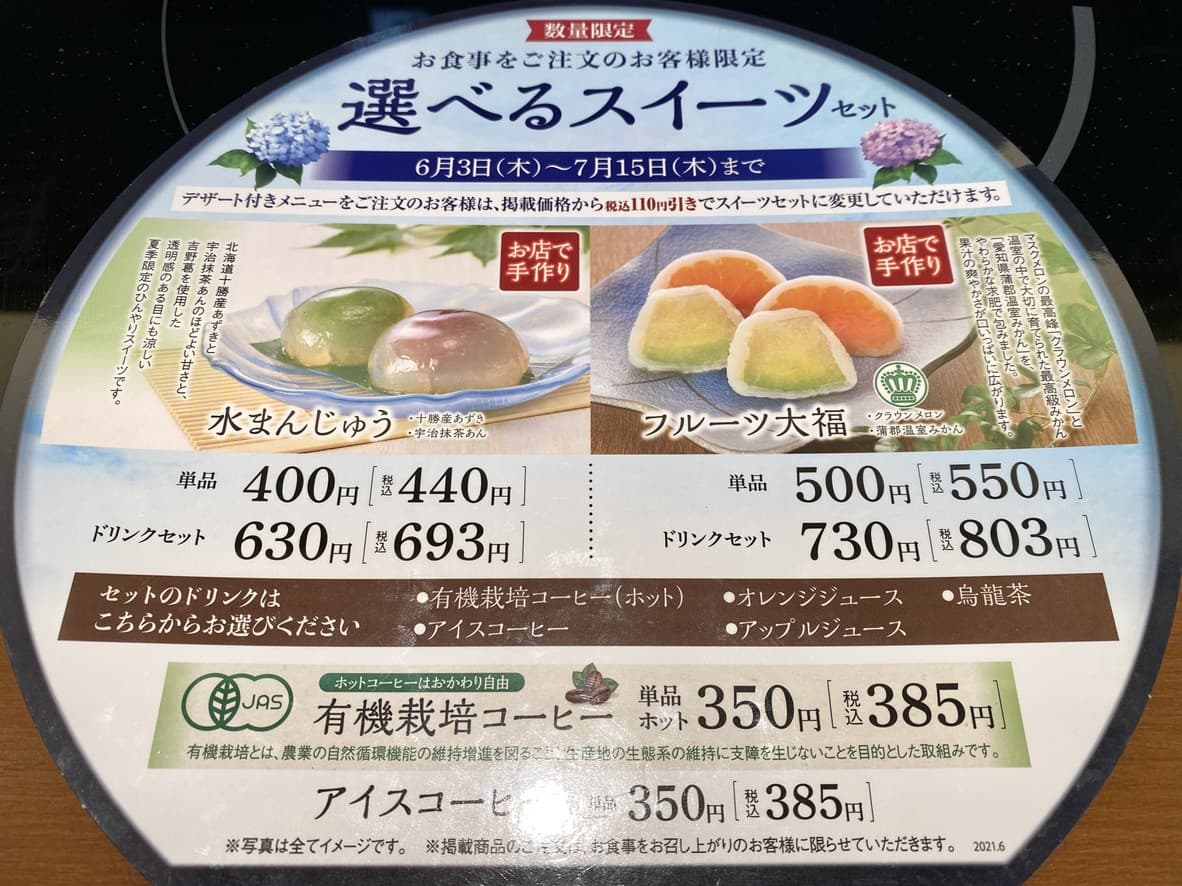 数量限定
お食事をご注文のお客様限定
選べるスイーツセット
6月3日(木)～7月15日(木)まで
デザート付きメニューをご注文のお客様は、掲載価格から税込110円引きでスイーツセットに変更していただけます。
北海道十勝産あずきと
宇治抹茶あんのほどよい甘さと、
吉野葛を使用した
透明感のある目にも涼しい
夏季限定のひんやりスイーツです。
お店で
手作り
水まんじゅう
・十勝産あずき
・宇治抹茶あん
お店で
手作り
マスクメロンの最高峰「クラウンメロン」と
温室の中で大切に育てられた最高級みかん
「愛知県蒲郡温室みかん」を、
やわらかな求肥で包みました。
果汁の爽やかさが口いっぱいに広がります。
フルーツ大福
・クラウンメロン
・蒲郡温室みかん
単品 400円[税込440円]
ドリンクセット 630円[税込693円]
単品 500円[税込550円]
ドリンクセット 730円[税込803円]
セットのドリンクは
こちらからお選びください
●有機栽培コーヒー(ホット) ●オレンジジュース ●烏龍茶
●アイスコーヒー ●アップルジュース
JAS
ホットコーヒーはおかわり自由
有機栽培コーヒー 単品ホット 350円[税込385円]
有機栽培とは、農業の自然循環機能の維持増進を図ること、生産地の生態系の維持に支障を生じないことを目的とした取組みです。
アイスコーヒ 単品 350円[税込385円]
※写真は全てイメージです。 ※掲載商品のご注文は、お食事をお召し上がりのお客様に限らせていただきます。 2021.6